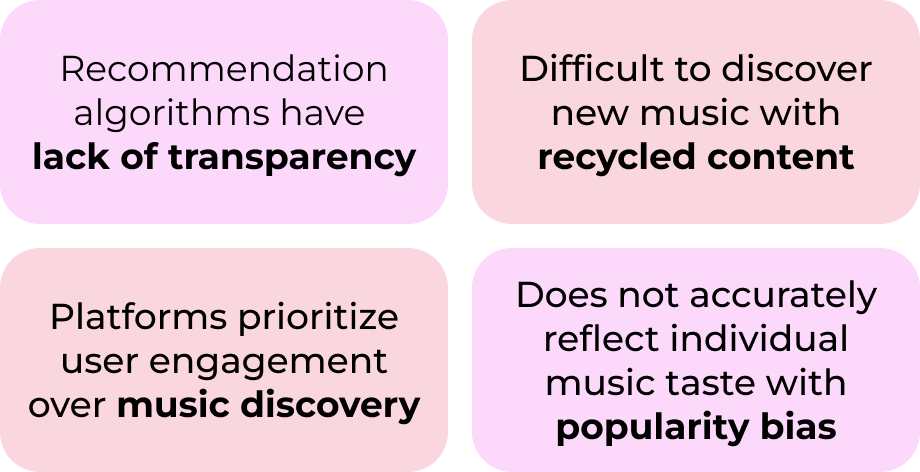 Recommendation
algorithms have
lack of transparency
Difficult to discover
new music with
recycled content
Platforms prioritize
user engagement
over music discovery
Does not accurately
reflect individual
music taste with
popularity bias